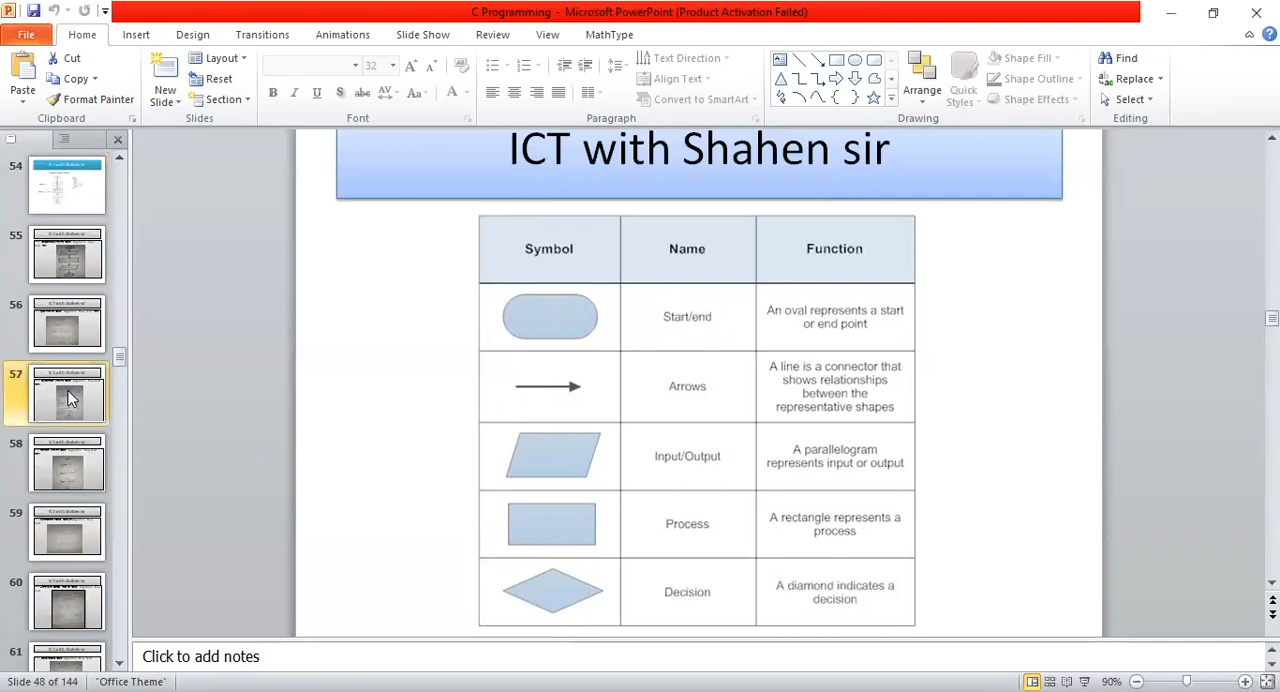 C Programming - Microsoft PowerPoint (Product Activation Failed)
File Home Insert Design Transitions Animations Slide Show Review View MathType
Cut
Copy
Format Painter
Paste
Clipboard
New
Slide
Layout
Reset
Section
Slides
32
B I U S abc AV Aa A
Font
Text Direction
Align Text
Convert to SmartArt
Paragraph
Arrange
Quick
Styles
Shape Fill
Shape Outline
Shape Effects
Drawing
Find
Replace
Select
Editing
54
55
56
57
58
59
60
61
ICT with Shahen sir
Symbol Name Function
Start/end
An oval represents a start
or end point
Arrows
A line is a connector that
shows relationships
between the
representative shapes
Input/Output
A parallelogram
represents input or output
Process
A rectangle represents a
process
Decision
A diamond indicates a
decision
Click to add notes
Slide 48 of 144 "Office Theme" 90%